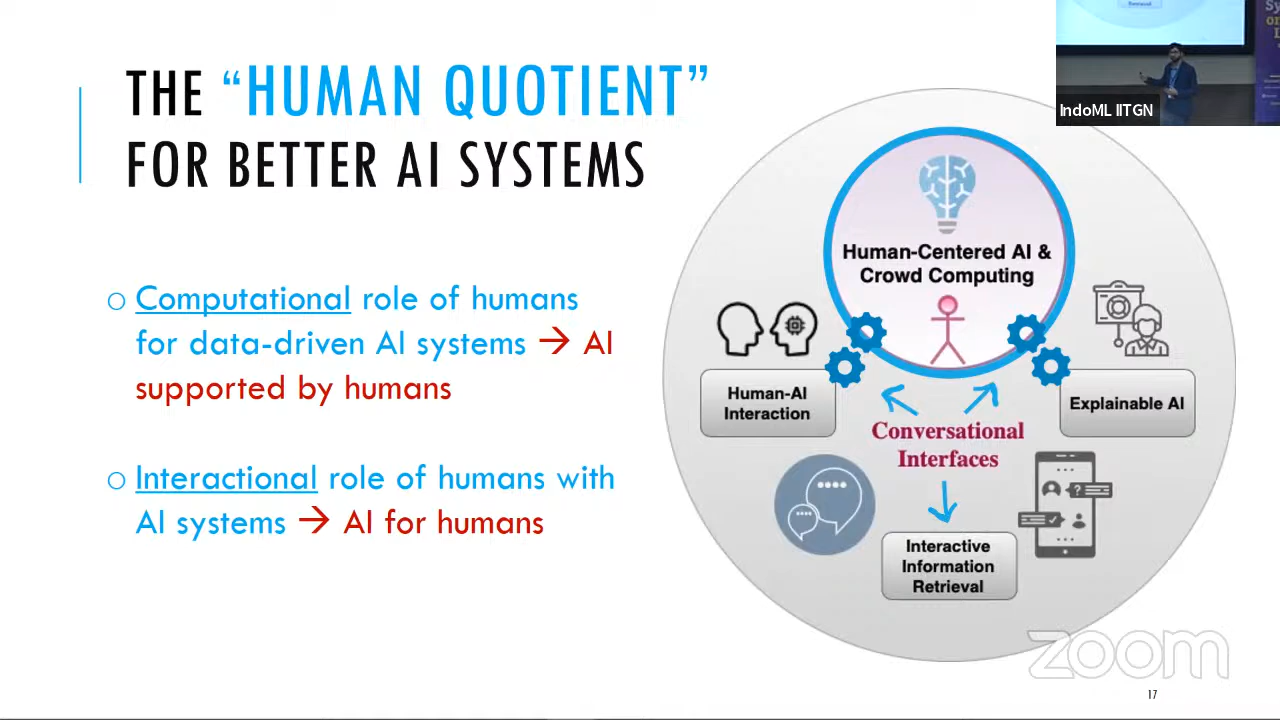 THE “HUMAN QUOTIENT”
FOR BETTER AI SYSTEMS
o Computational role of humans
for data-driven AI systems → AI
supported by humans
o Interactional role of humans with
AI systems → AI for humans
IndoML IITGN
Human-Centered AI &
Crowd Computing
Human-AI
Interaction
Explainable AI
Conversational
Interfaces
Interactive
Information
Retrieval
zoom
17